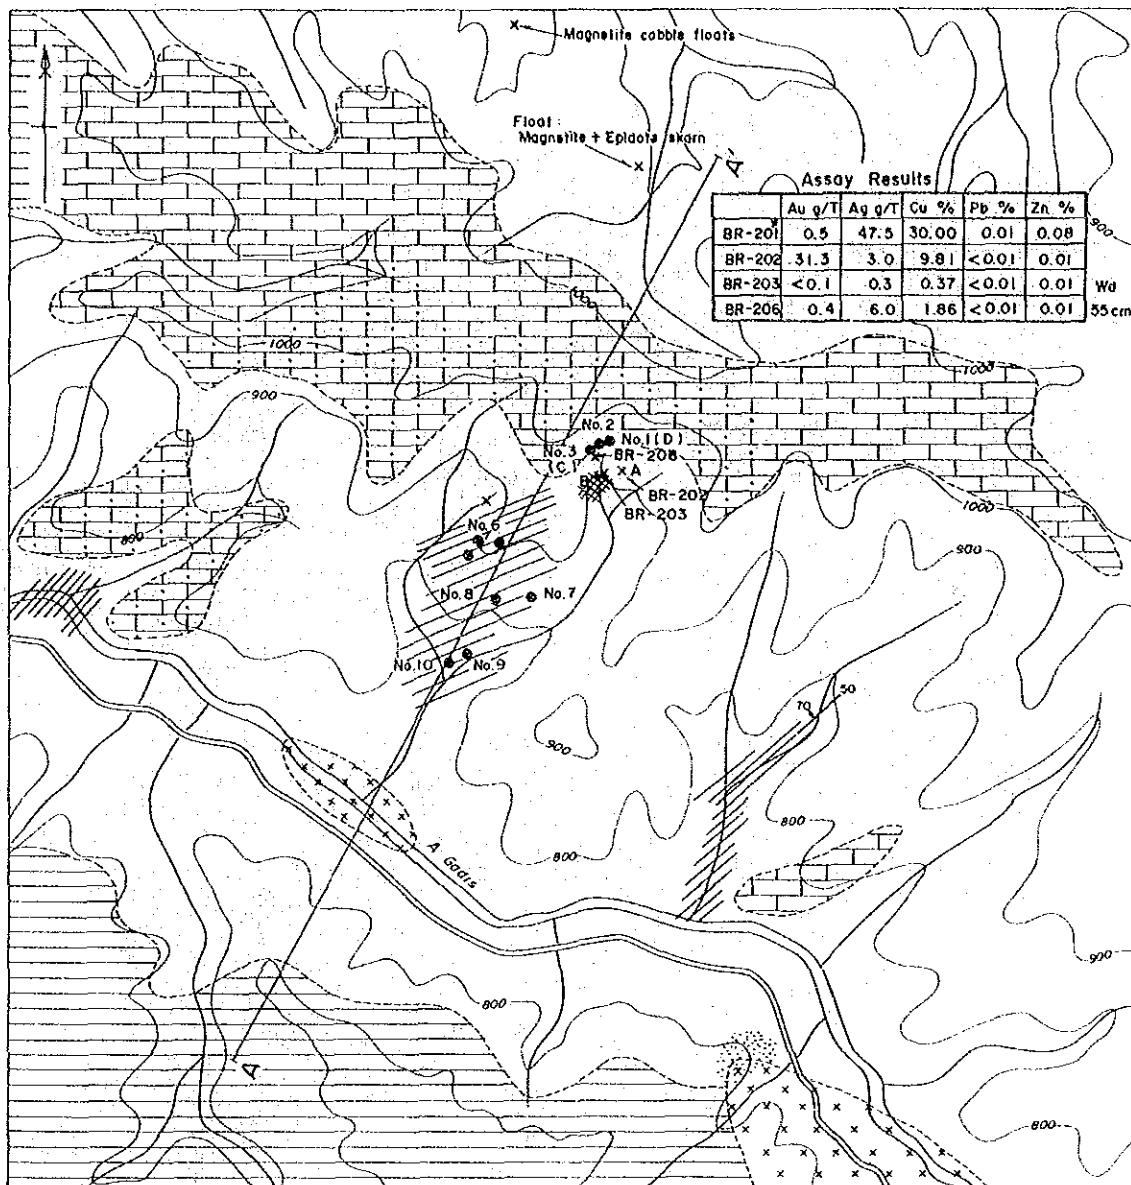 Magnetite cobble floats
Float :
Magnetite + Epidote skarn
A'
Assay Results
Au g/T Ag g/T Cu % Pb % Zn %
BR-201* 0.5 47.5 30.00 0.01 0.08
BR-202 31.3 3.0 9.81 <0.01 0.01
BR-203 <0.1 0.3 0.37 <0.01 0.01 Wd
BR-206 0.4 6.0 1.86 <0.01 0.01 55 cm
900
1000
1000
1000
900
No.2
No.1 (D)
No.3
BR-208
(C)
A
B
BR-202
BR-203
1000
No.6
800
900
No.8
No.7
No.10
No.9
50
70
900
800
800
A Gadis
900
800
A
800